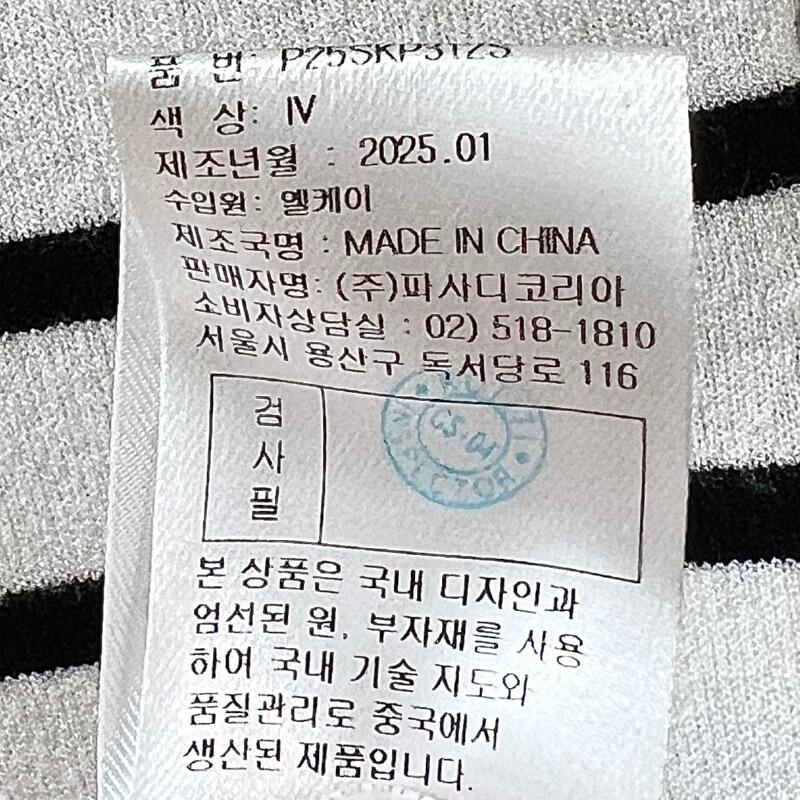 품 번: P25SKP3125
색 상: IV
제조년월 : 2025.01
수입원: 엘케이
제조국명 : MADE IN CHINA
판매자명: (주)파사디코리아
소비자상담실 : 02) 518-1810
서울시 용산구 독서당로 116
검
사
필
본 상품은 국내 디자인과
엄선된 원, 부자재를 사용
하여 국내 기술 지도와
품질관리로 중국에서
생산된 제품입니다.